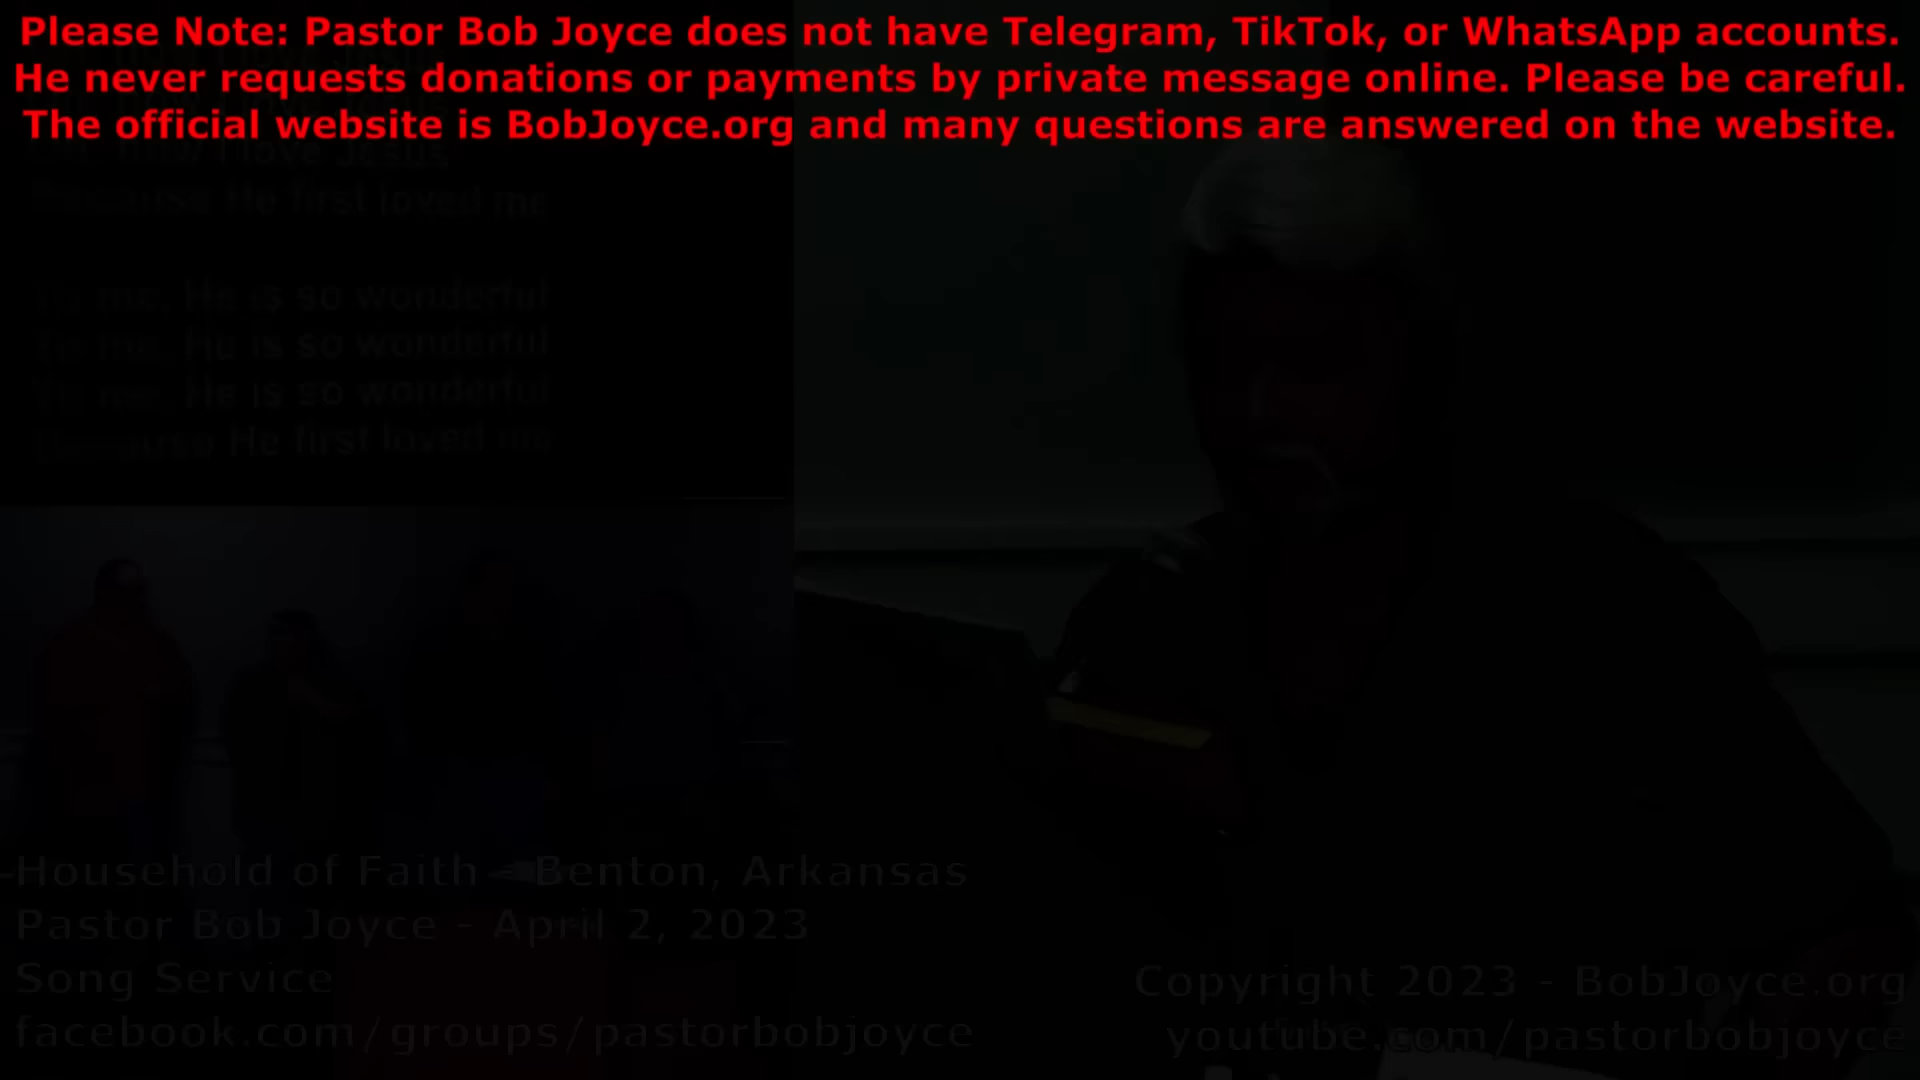 Please Note: Pastor Bob Joyce does not have Telegram, TikTok, or WhatsApp accounts.
He never requests donations or payments by private message online. Please be careful.
The official website is BobJoyce.org and many questions are answered on the website.
Oh, how I love Jesus
Because He first loved me
To me, He is so wonderful
To me, He is so wonderful
To me, He is so wonderful
Because He first loved me
Household of Faith - Benton, Arkansas
Pastor Bob Joyce - April 2, 2023
Song Service
facebook.com/groups/pastorbobjoyce
Copyright 2023 - BobJoyce.org
youtube.com/pastorbobjoyce